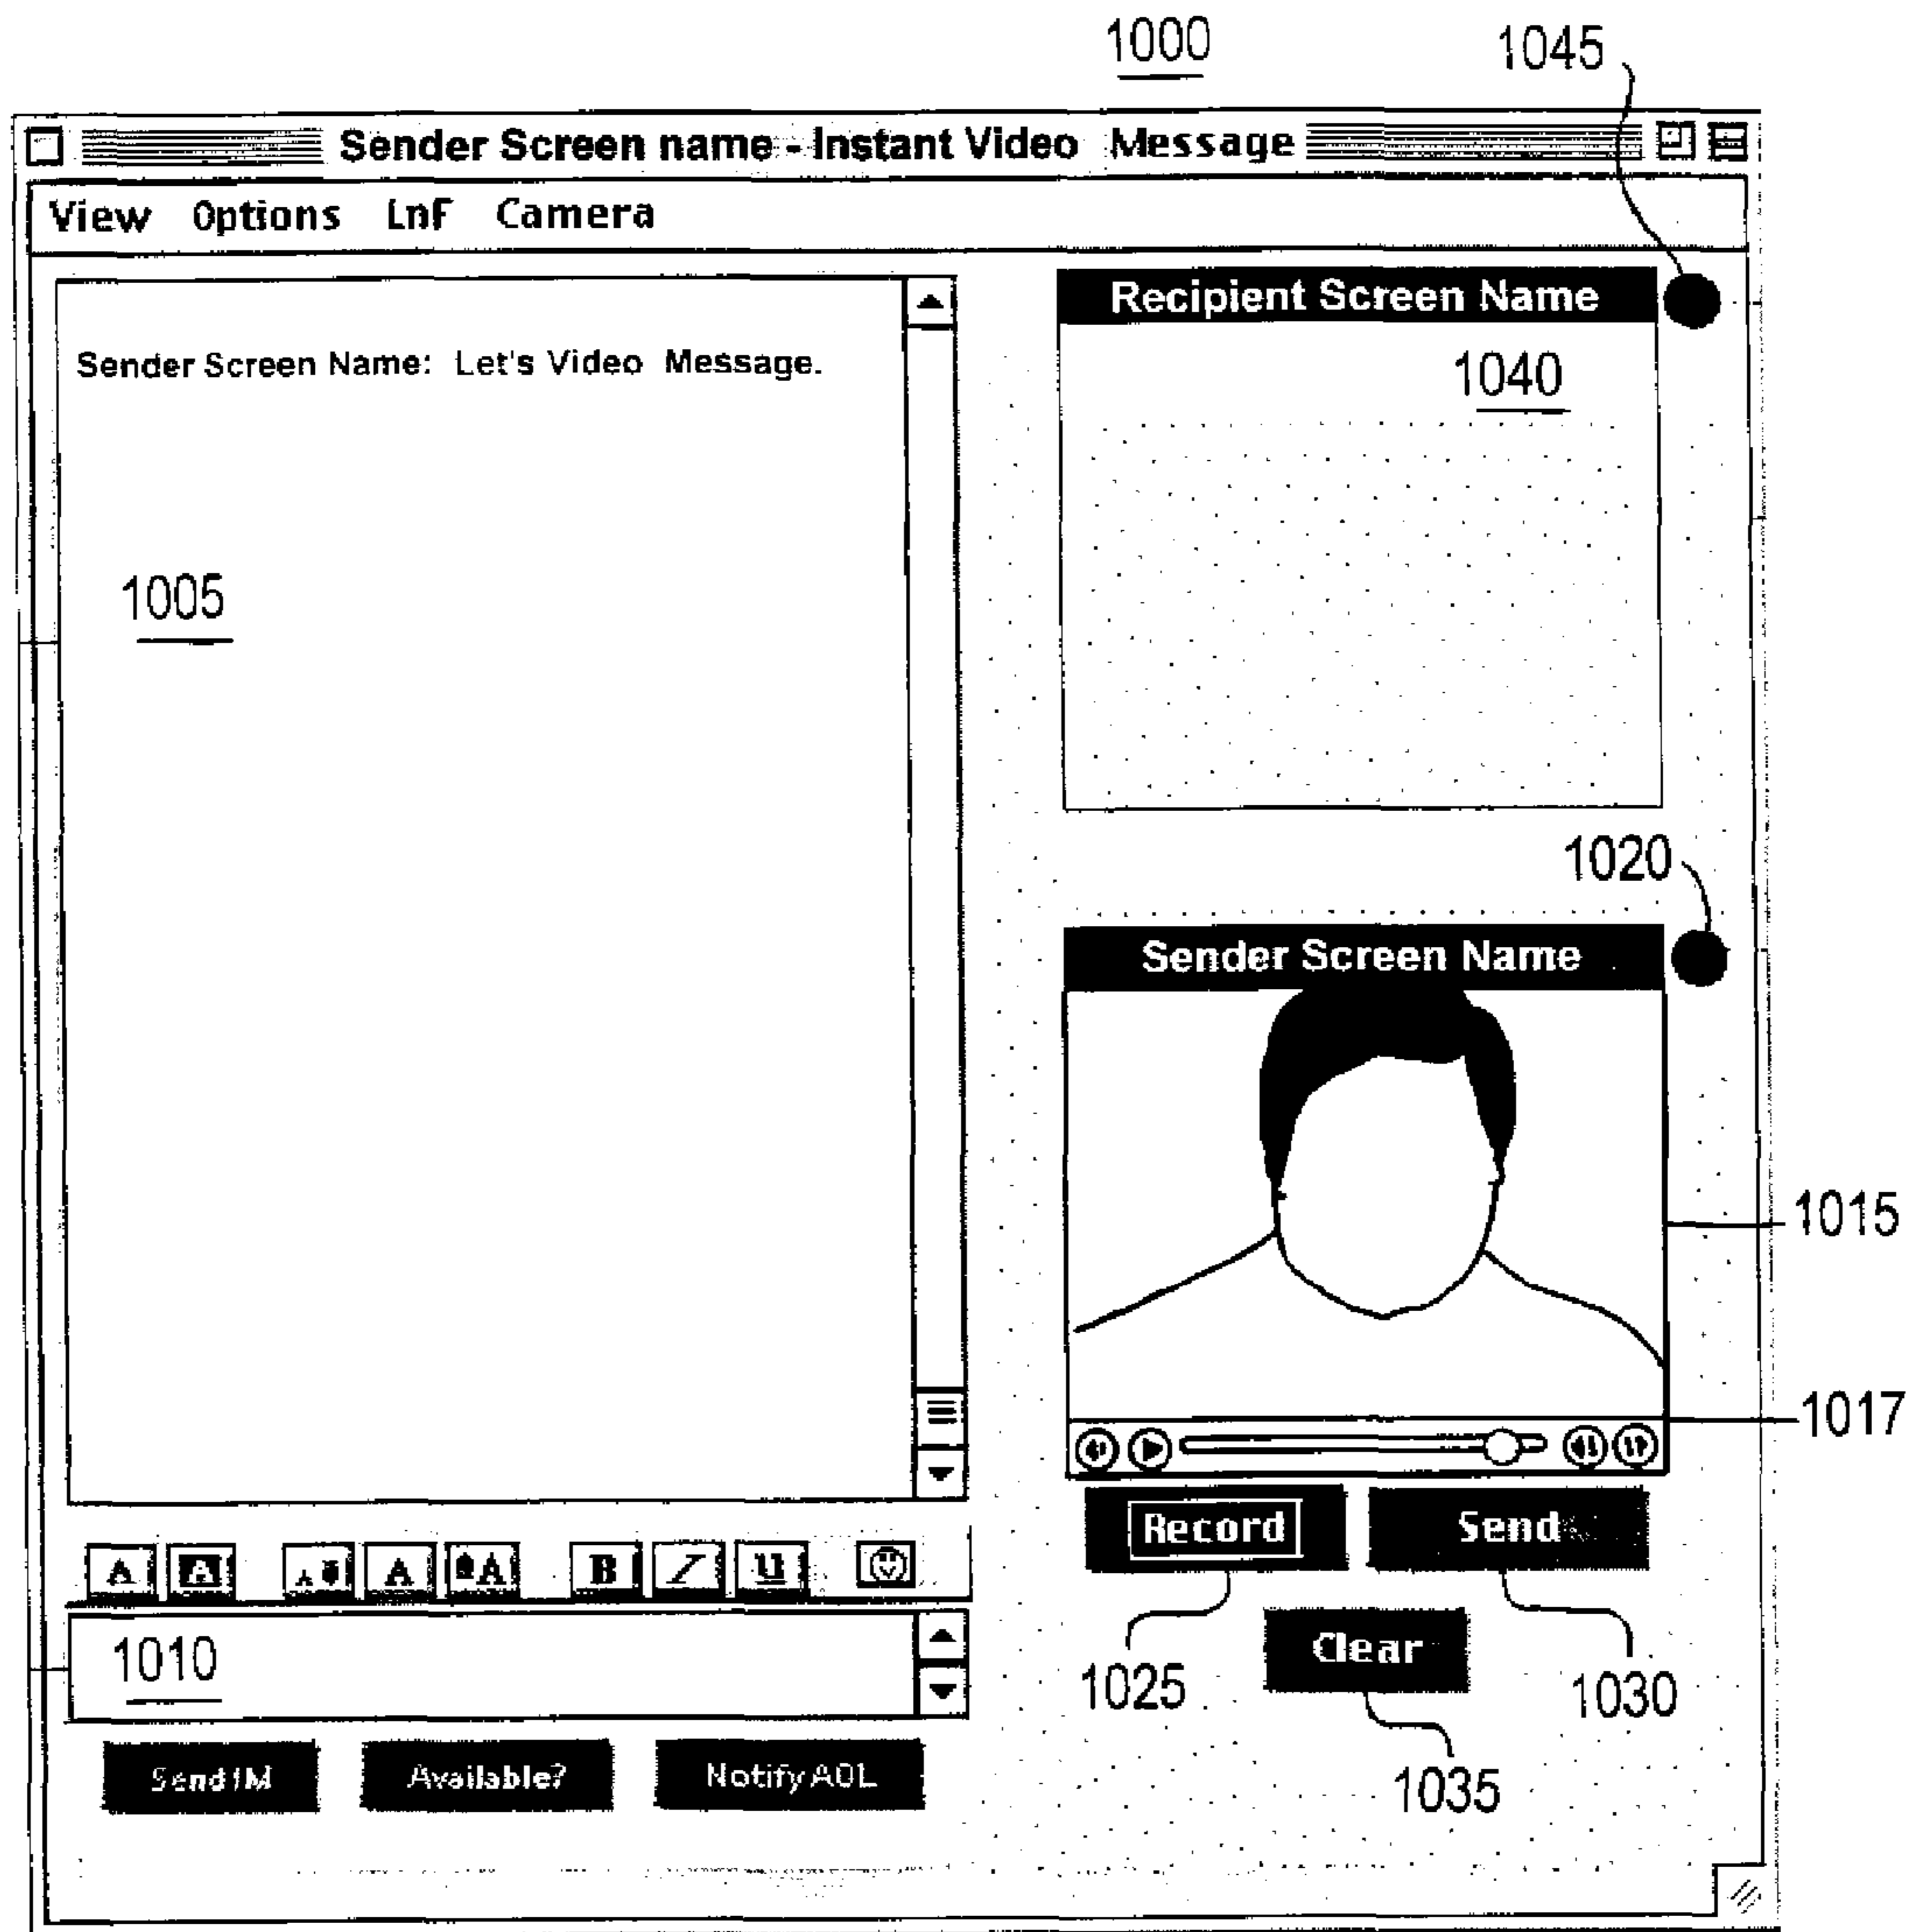 1000
1045
Sender Screen name - Instant Video Message
View Options LnF Camera
Recipient Screen Name
1040
Sender Screen Name: Let's Video Message.
1005
1020
Sender Screen Name
1015
1017
Record Send
A A A A A B I U
1010
Clear
1025
1030
Send IM Available? Notify AOL
1035